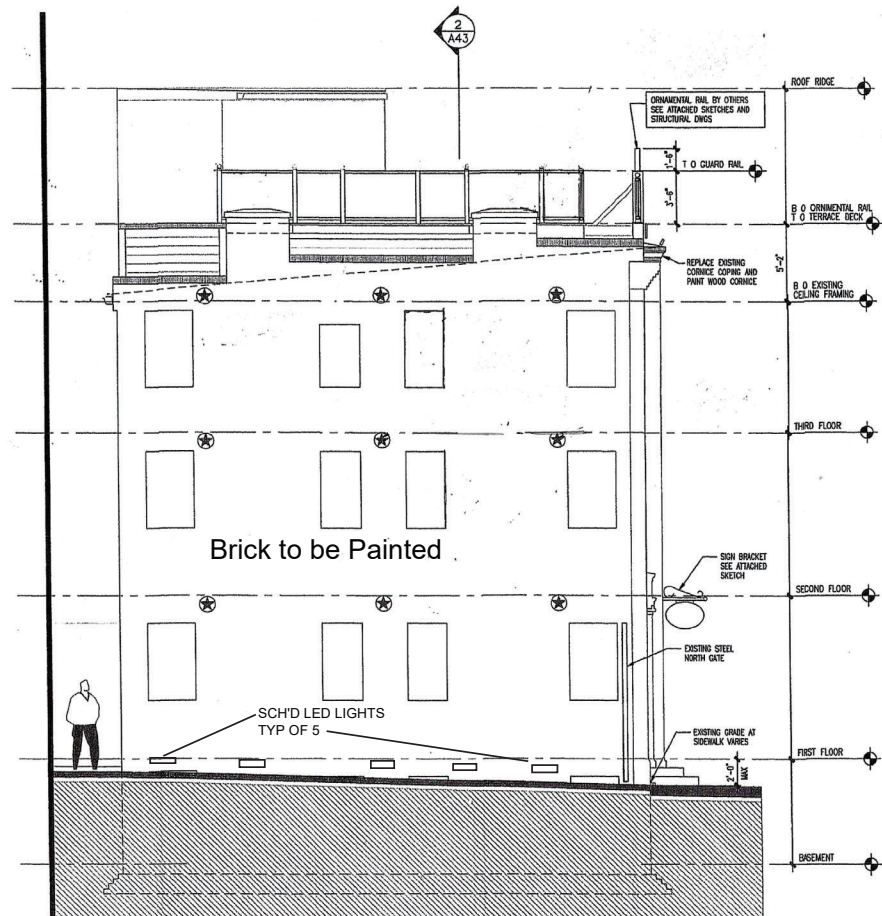 2
A43
ROOF RIDGE
ORNAMENTAL RAIL BY OTHERS
SEE ATTACHED SKETCHES AND
STRUCTURAL DWGS
1'-6"
T O GUARD RAIL
3'-6"
B O ORNIMENTAL RAIL
T O TERRACE DECK
REPLACE EXISTING
CORNICE COPING AND
PAINT WOOD CORNICE
5'-2"
B O EXISTING
CEILING FRAMING
THIRD FLOOR
Brick to be Painted
SIGN BRACKET
SEE ATTACHED
SKETCH
SECOND FLOOR
EXISTING STEEL
NORTH GATE
SCH'D LED LIGHTS
TYP OF 5
EXISTING GRADE AT
SIDEWALK VARIES
FIRST FLOOR
2'-0"
MAX
BASEMENT